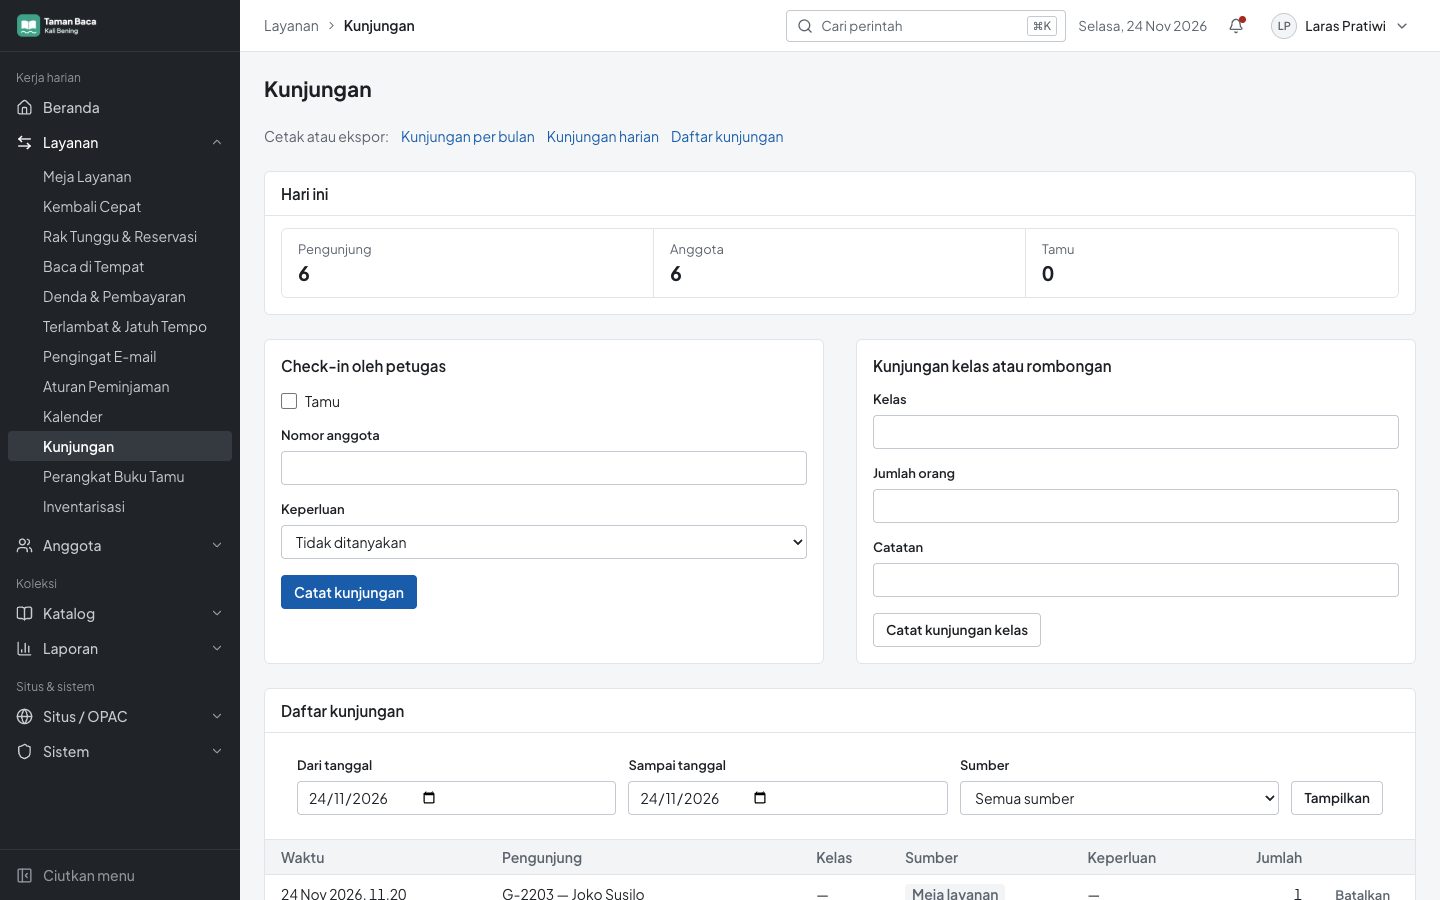 Taman Baca
Kali Bening
Layanan
Kunjungan
Cari perintah
⌘K
Selasa, 24 Nov 2026
LP
Laras Pratiwi
Kerja harian
Beranda
Layanan
Meja Layanan
Kembali Cepat
Rak Tunggu & Reservasi
Baca di Tempat
Denda & Pembayaran
Terlambat & Jatuh Tempo
Pengingat E-mail
Aturan Peminjaman
Kalender
Kunjungan
Perangkat Buku Tamu
Inventarisasi
Anggota
Koleksi
Katalog
Laporan
Situs & sistem
Situs / OPAC
Sistem
Ciutkan menu
Kunjungan
Cetak atau ekspor: Kunjungan per bulan Kunjungan harian Daftar kunjungan
Hari ini
Pengunjung
6
Anggota
6
Tamu
0
Check-in oleh petugas
Tamu
Nomor anggota
Keperluan
Tidak ditanyakan
Catat kunjungan
Kunjungan kelas atau rombongan
Kelas
Jumlah orang
Catatan
Catat kunjungan kelas
Daftar kunjungan
Dari tanggal
24/11/2026
Sampai tanggal
24/11/2026
Sumber
Semua sumber
Tampilkan
Waktu Pengunjung Kelas Sumber Keperluan Jumlah
24 Nov 2026, 11.20 G-2203 — Joko Susilo — Meja layanan — 1 Batalkan